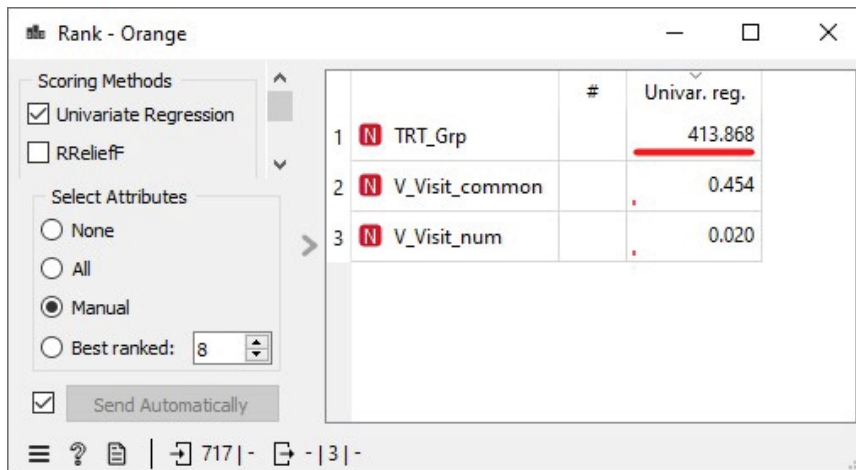 Rank - Orange
Scoring Methods
Univariate Regression
RReliefF
Select Attributes
None
All
Manual
Best ranked: 8
Send Automatically
# Univar. reg.
1 N TRT_Grp 413.868
2 N V_Visit_common 0.454
3 N V_Visit_num 0.020
? 717 | - - | 3 | -